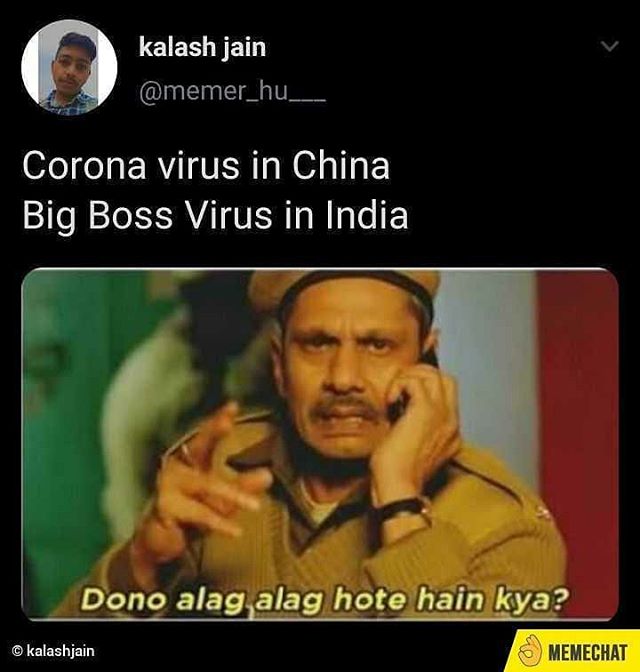 kalash jain
@memer_hu___
Corona virus in China
Big Boss Virus in India
Dono alag,alag hote hain kya?
© kalashjain
MEMECHAT